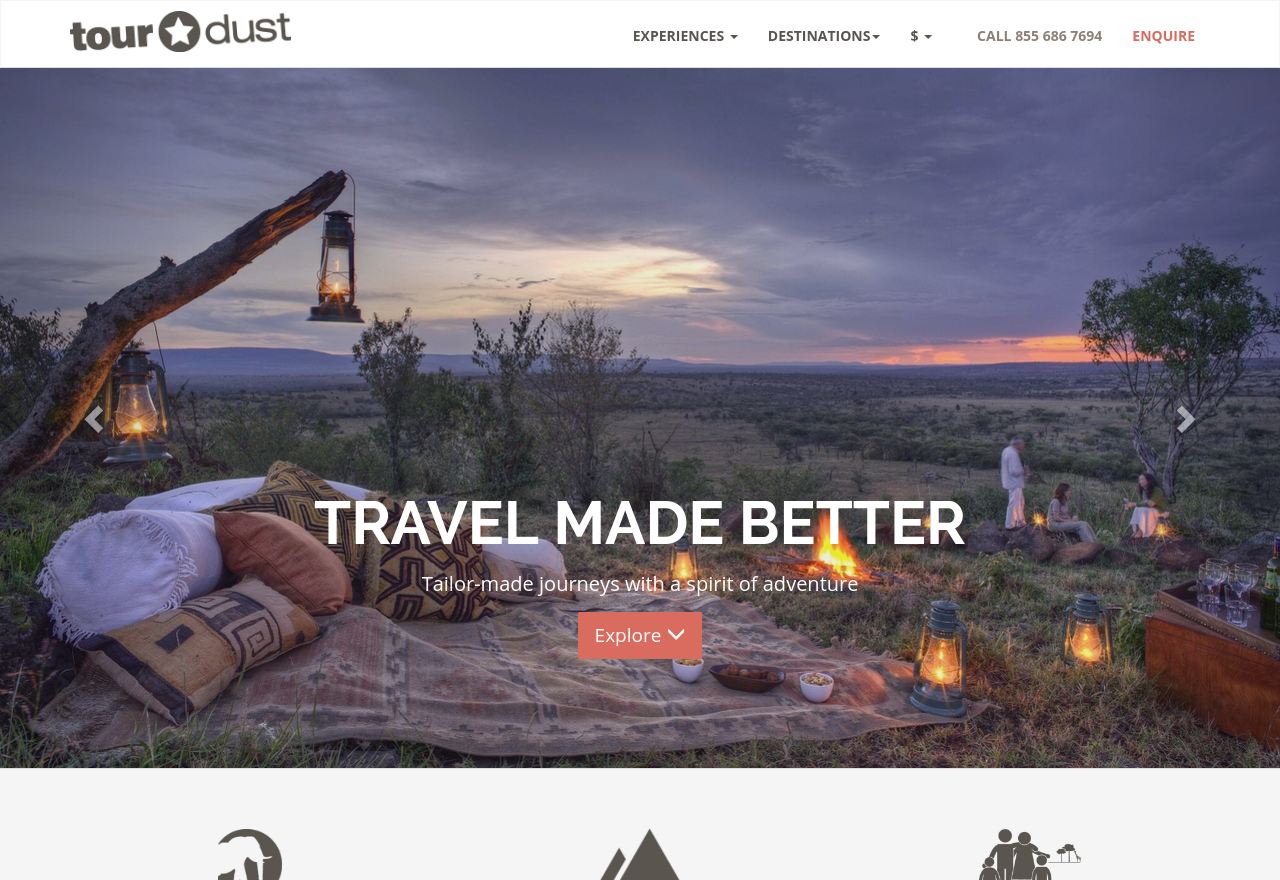 tour dust
EXPERIENCES
DESTINATIONS
$
CALL 855 686 7694
ENQUIRE
TRAVEL MADE BETTER
Tailor-made journeys with a spirit of adventure
Explore